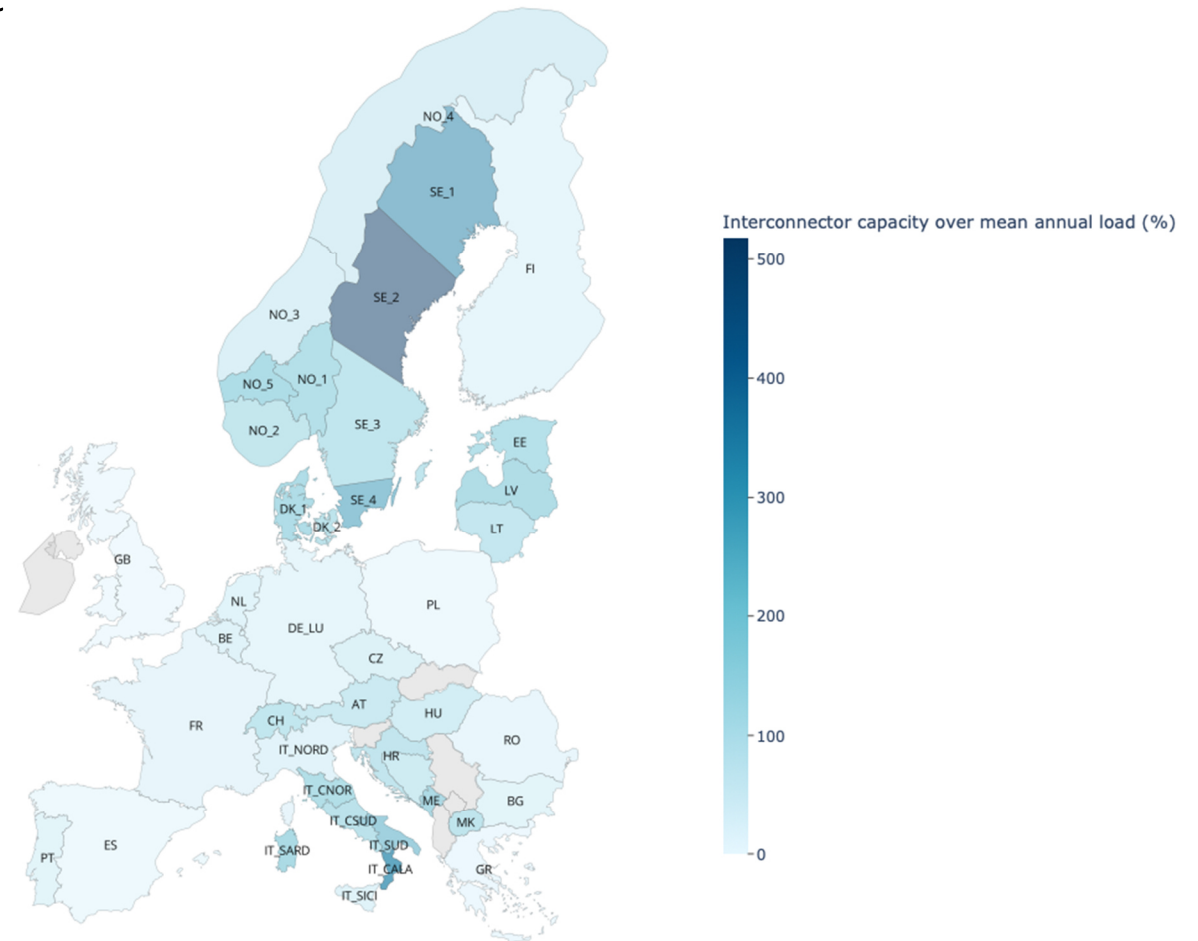 NO_4
SE_1
Interconnector capacity over mean annual load (%)
500
FI
SE_2
NO_3
400
NO_5
NO_1
SE_3
NO_2
EE
LV
300
SE_4
DK_1
DK_2
LT
GB
NL
PL
200
DE_LU
BE
CZ
AT
CH
HU
FR
100
RO
IT_NORD
HR
IT_CNOR
ME
BG
IT_CSUD
MK
ES
IT_SUD
IT_SARD
0
PT
IT_CALA
GR
IT_SICI